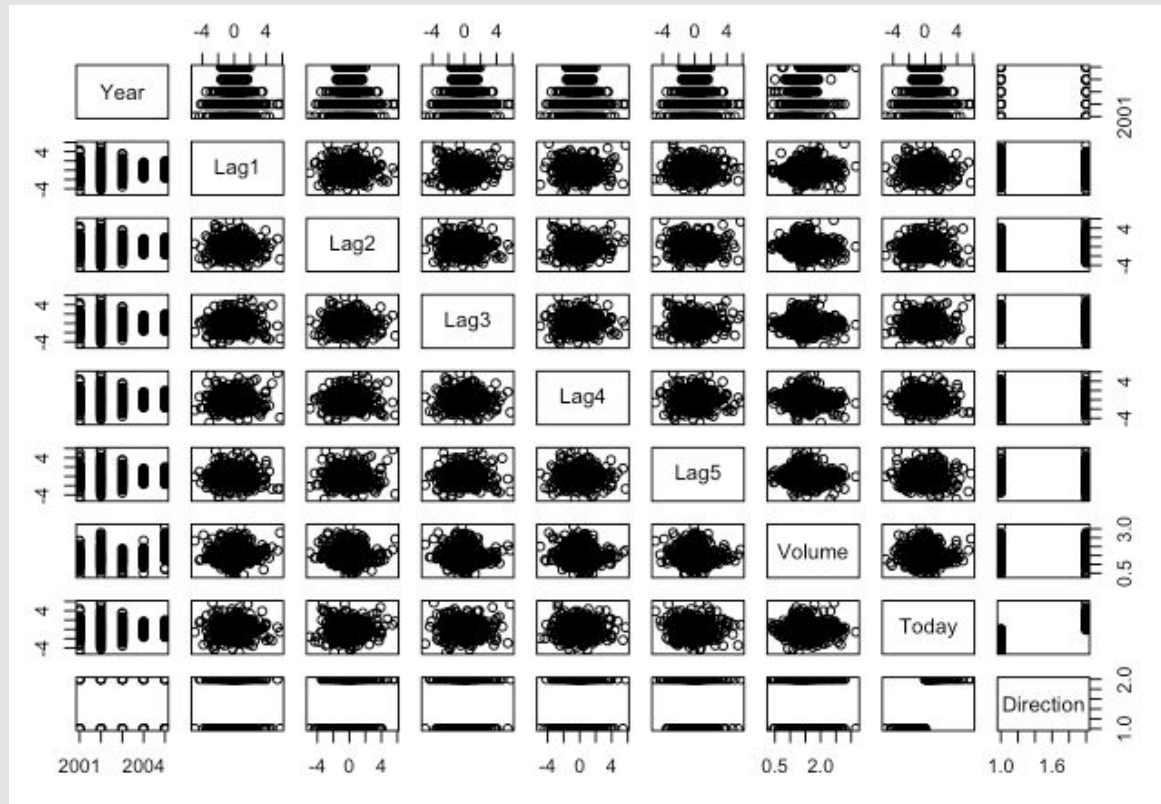 -4 0 4 -4 0 4 -4 0 4 -4 0 4
Year
2001
-4 4
Lag1
Lag2
-4 4
-4 4
Lag3
Lag4
-4 4
-4 4
Lag5
Volume
0.5 3.0
-4 4
Today
Direction
1.0 2.0
2001 2004 -4 0 4 -4 0 4 0.5 2.0 1.0 1.6